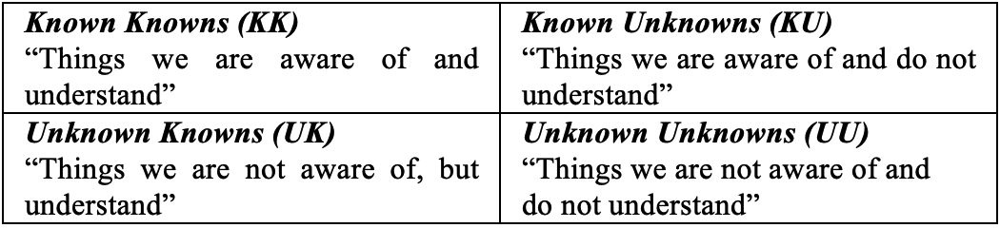 Known Knowns (KK)
“Things we are aware of and
understand”
Known Unknowns (KU)
“Things we are aware of and do not
understand”
Unknown Knowns (UK)
“Things we are not aware of, but
understand”
Unknown Unknowns (UU)
“Things we are not aware of and
do not understand”